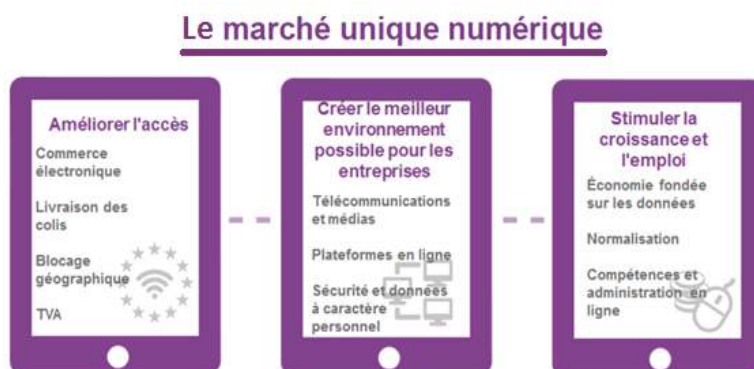 Le marché unique numérique
Améliorer l'accès
Commerce
électronique
Livraison des
colis
Blocage
géographique
TVA
Créer le meilleur
environnement
possible pour les
entreprises
Télécommunications
et médias
Plateformes en ligne
Sécurité et données
à caractère
personnel
Stimuler la
croissance et
l'emploi
Économie fondée
sur les données
Normalisation
Compétences et
administration en
ligne